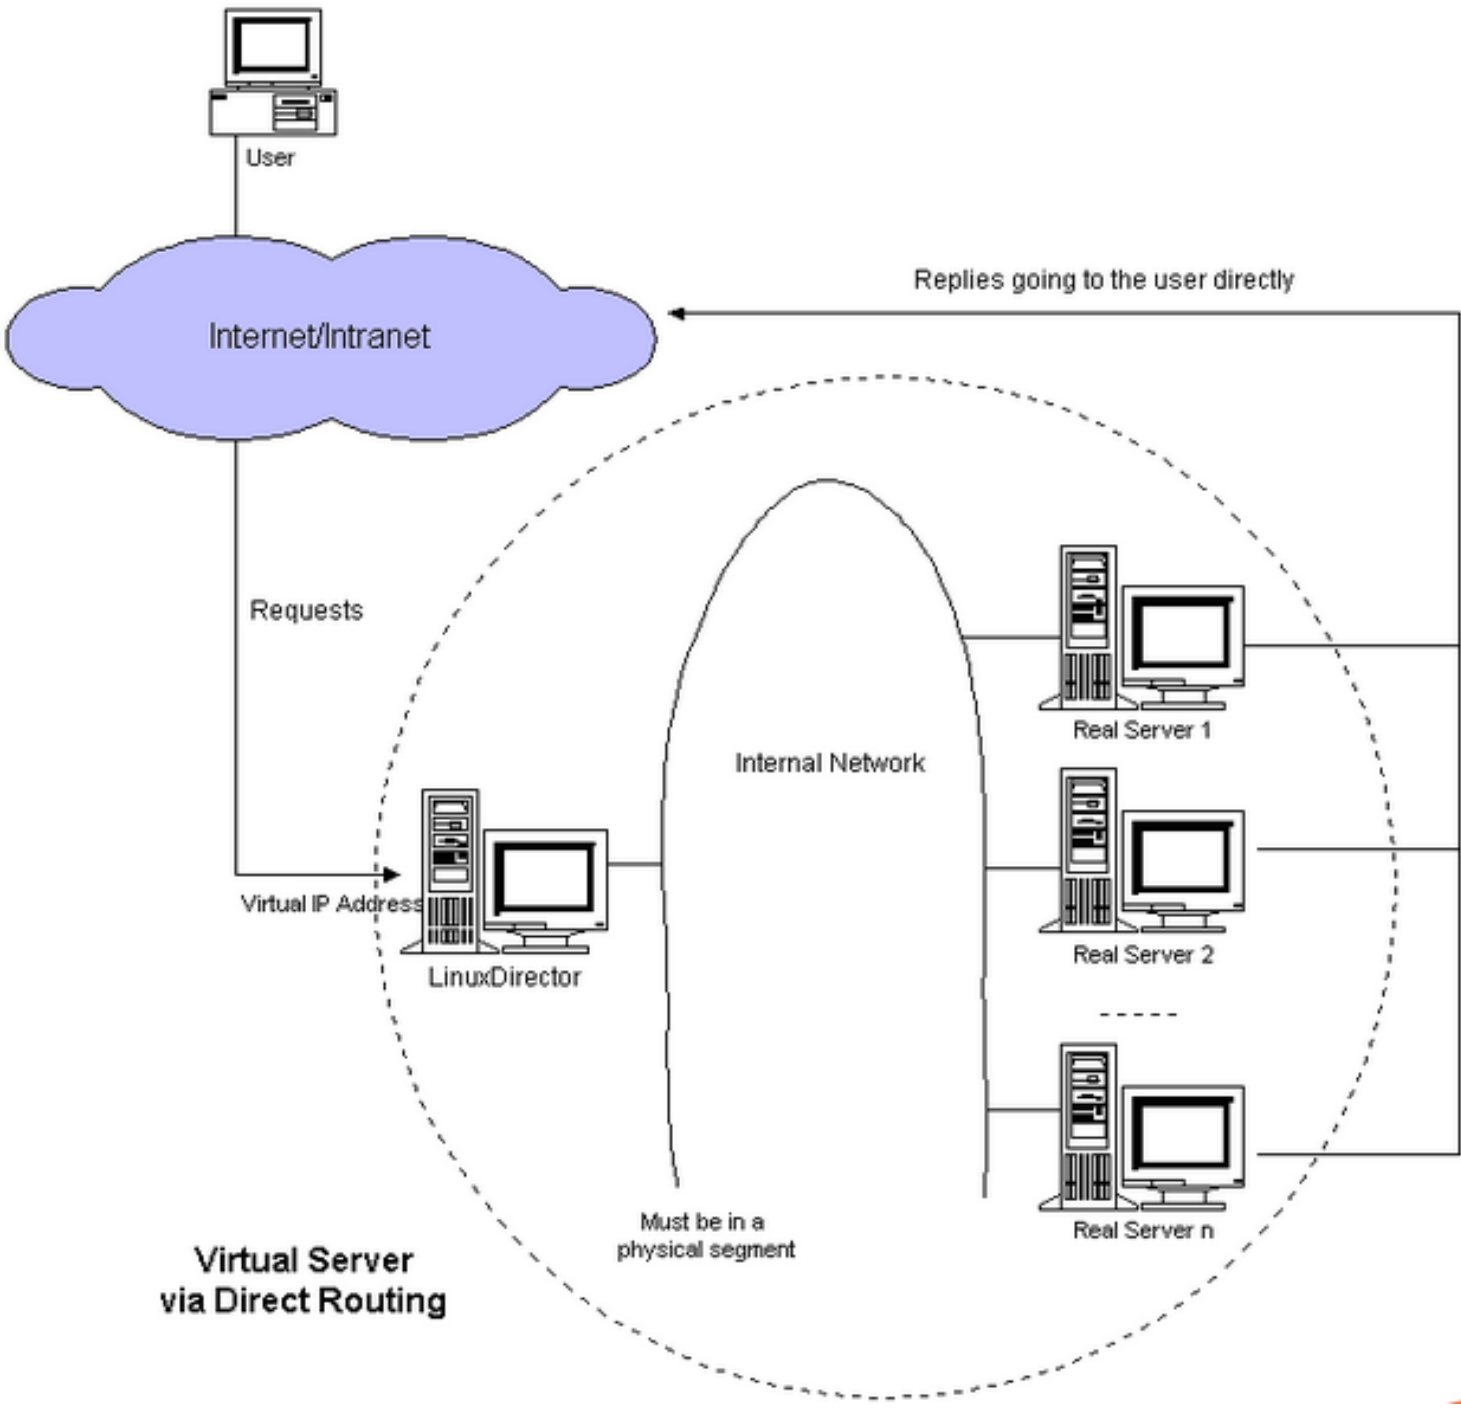 User
Replies going to the user directly
Internet/Intranet
Requests
Internal Network
Real Server 1
Virtual IP Address
LinuxDirector
Real Server 2
Must be in a
physical segment
Real Server n
Virtual Server
via Direct Routing